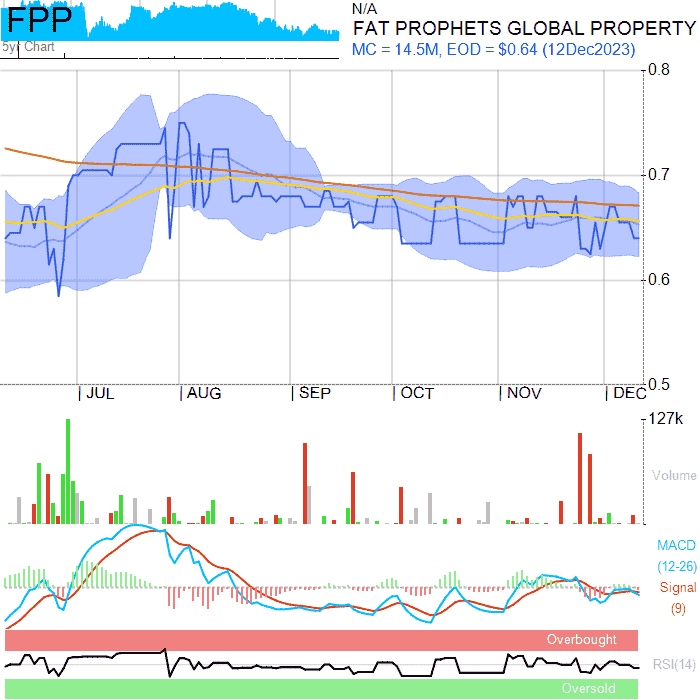 FPP
5yr Chart
N/A
FAT PROPHETS GLOBAL PROPERTY
MC = 14.5M, EOD = $0.64 (12Dec2023)
0.8
0.7
0.6
0.5
JUL AUG SEP OCT NOV DEC
127k
Volume
MACD
(12-26)
Signal
(9)
Overbought
RSI(14)
Oversold